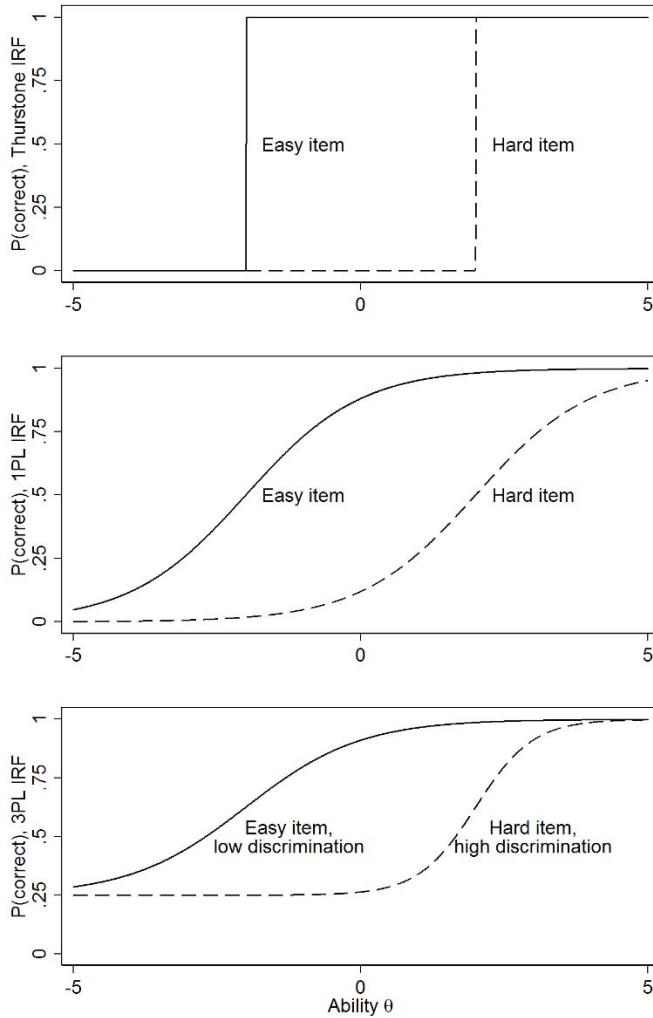 P(correct), Thurstone IRF
1
.75
.5
.25
0
Easy item
Hard item
-5
0
5
P(correct), 1PL IRF
1
.75
.5
.25
0
Easy item
Hard item
-5
0
5
P(correct), 3PL IRF
1
.75
.5
.25
0
Easy item,
low discrimination
Hard item,
high discrimination
-5
0
5
Ability θ